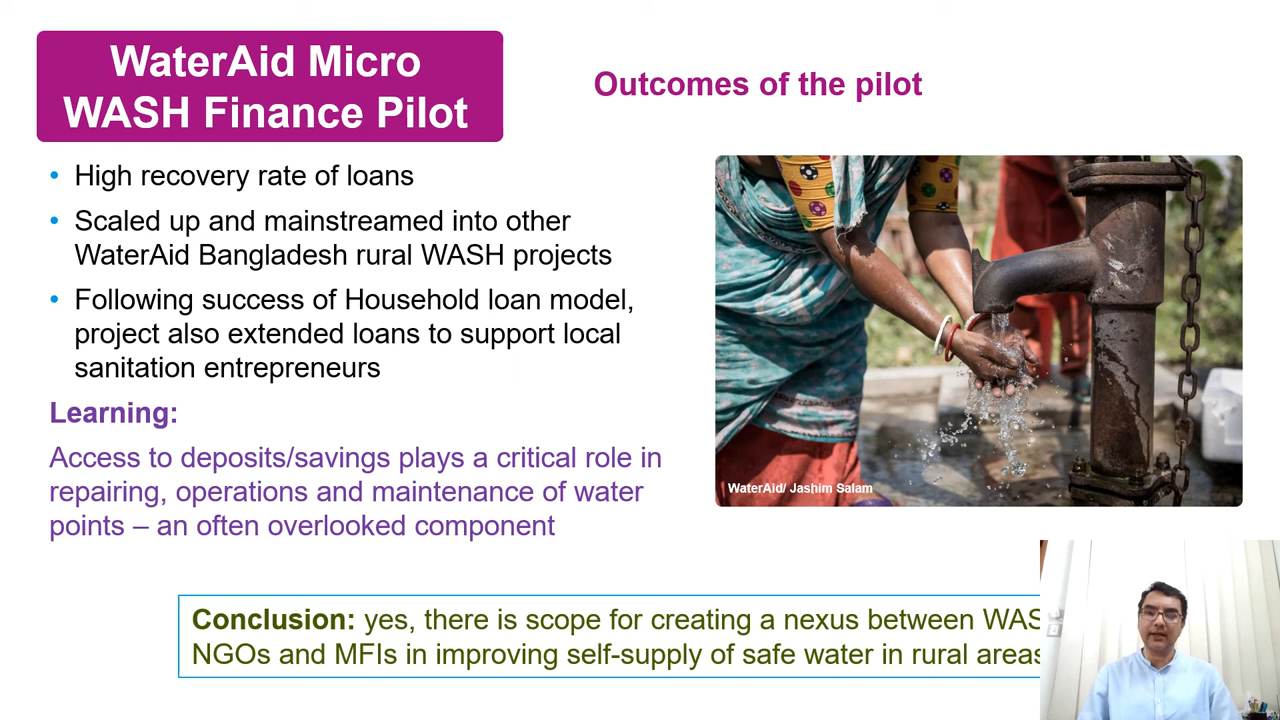 WaterAid Micro
WASH Finance Pilot
Outcomes of the pilot
• High recovery rate of loans
• Scaled up and mainstreamed into other
WaterAid Bangladesh rural WASH projects
• Following success of Household loan model,
project also extended loans to support local
sanitation entrepreneurs
Learning:
Access to deposits/savings plays a critical role in
repairing, operations and maintenance of water
points – an often overlooked component
WaterAid/ Jashim Salam
Conclusion: yes, there is scope for creating a nexus between WAS
NGOs and MFIs in improving self-supply of safe water in rural areas